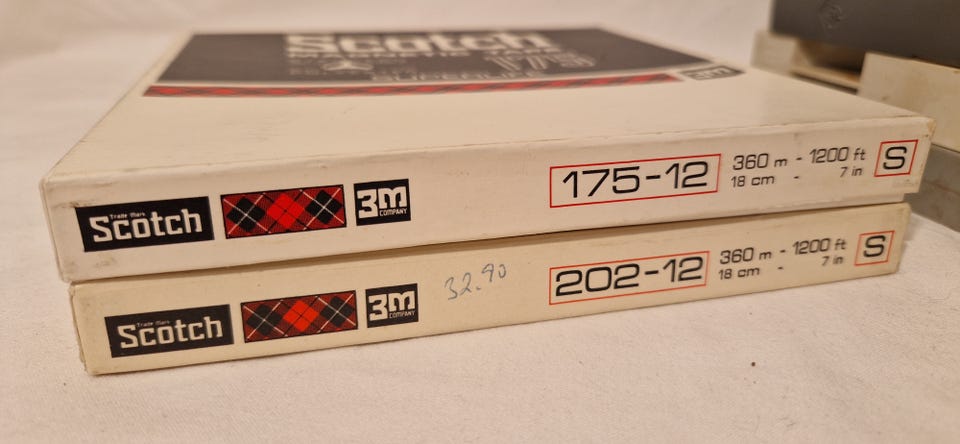 Scotch
175
3M
Trade Mark
Scotch
3M
COMPANY
175-12
360 m - 1200 ft
18 cm - 7 in
S
Trade Mark
Scotch
3M
COMPANY
32.90
202-12
360 m - 1200 ft
18 cm - 7 in
S